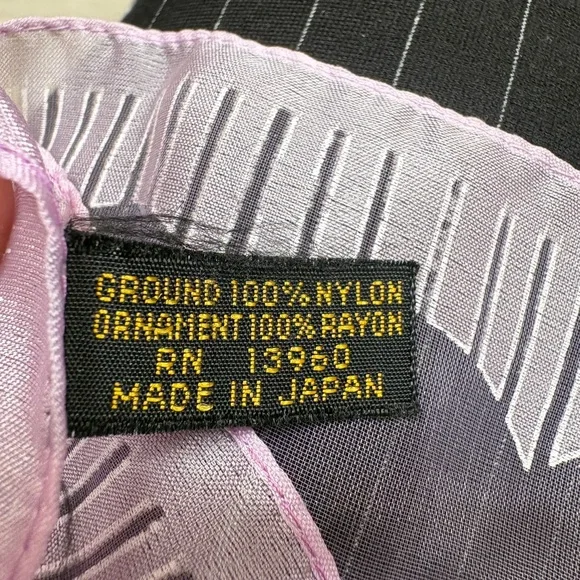 GROUND 100% NYLON
ORNAMENT 100% RAYON
RN 13960
MADE IN JAPAN